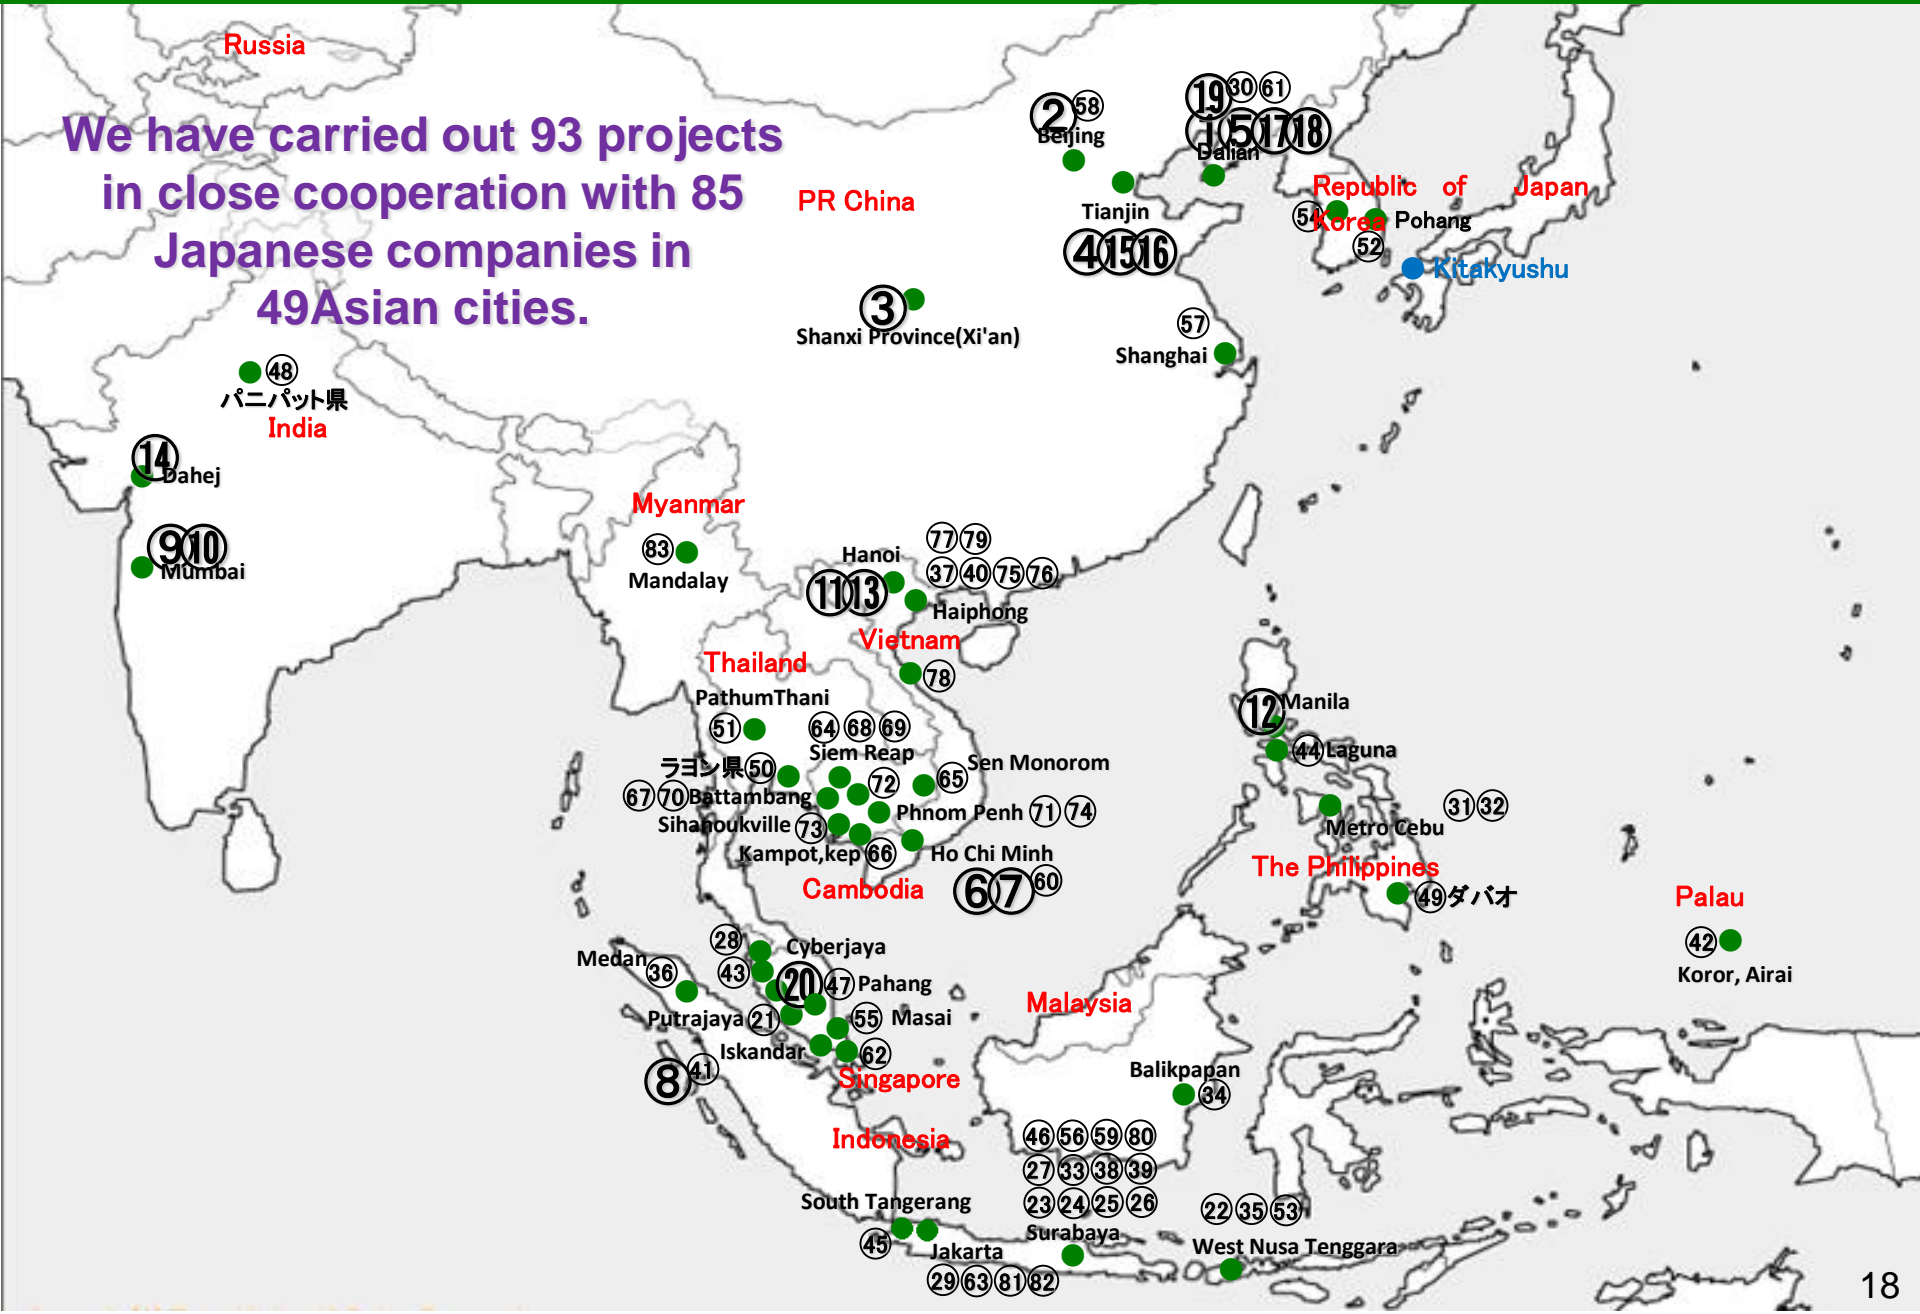 Russia
We have carried out 93 projects
in close cooperation with 85
Japanese companies in
49Asian cities.
PR China
② 58
Beijing
⑲ 30 61
① ⑤ ⑰ ⑱
Dalian
Tianjin
④ ⑮ ⑯
Republic of
Korea
Japan
54
Pohang
52
Kitakyushu
③
Shanxi Province(Xi'an)
57
Shanghai
48
パニパット県
India
⑭
Dahej
⑨ ⑩
Mumbai
Myanmar
83
Mandalay
Hanoi
77 79
37 40 75 76
⑪ ⑬
Haiphong
Vietnam
78
Thailand
PathumThani
51
64 68 69
Siem Reap
72
ラヨン県 50
65 Sen Monorom
67 70 Battambang
Phnom Penh 71 74
Sihanoukville 73
Kampot,kep 66
Ho Chi Minh
⑥ ⑦ 60
Cambodia
⑫ Manila
44 Laguna
31 32
Metro Cebu
The Philippines
49 ダバオ
Palau
42
Koror, Airai
28
Cyberjaya
Medan 36
43
⑳ 47 Pahang
Putrajaya 21
55 Masai
Iskandar
62
⑧ 41
Singapore
Malaysia
Balikpapan
34
Indonesia
46 56 59 80
27 33 38 39
23 24 25 26
Surabaya
22 35 53
West Nusa Tenggara
South Tangerang
45
Jakarta
29 63 81 82
18